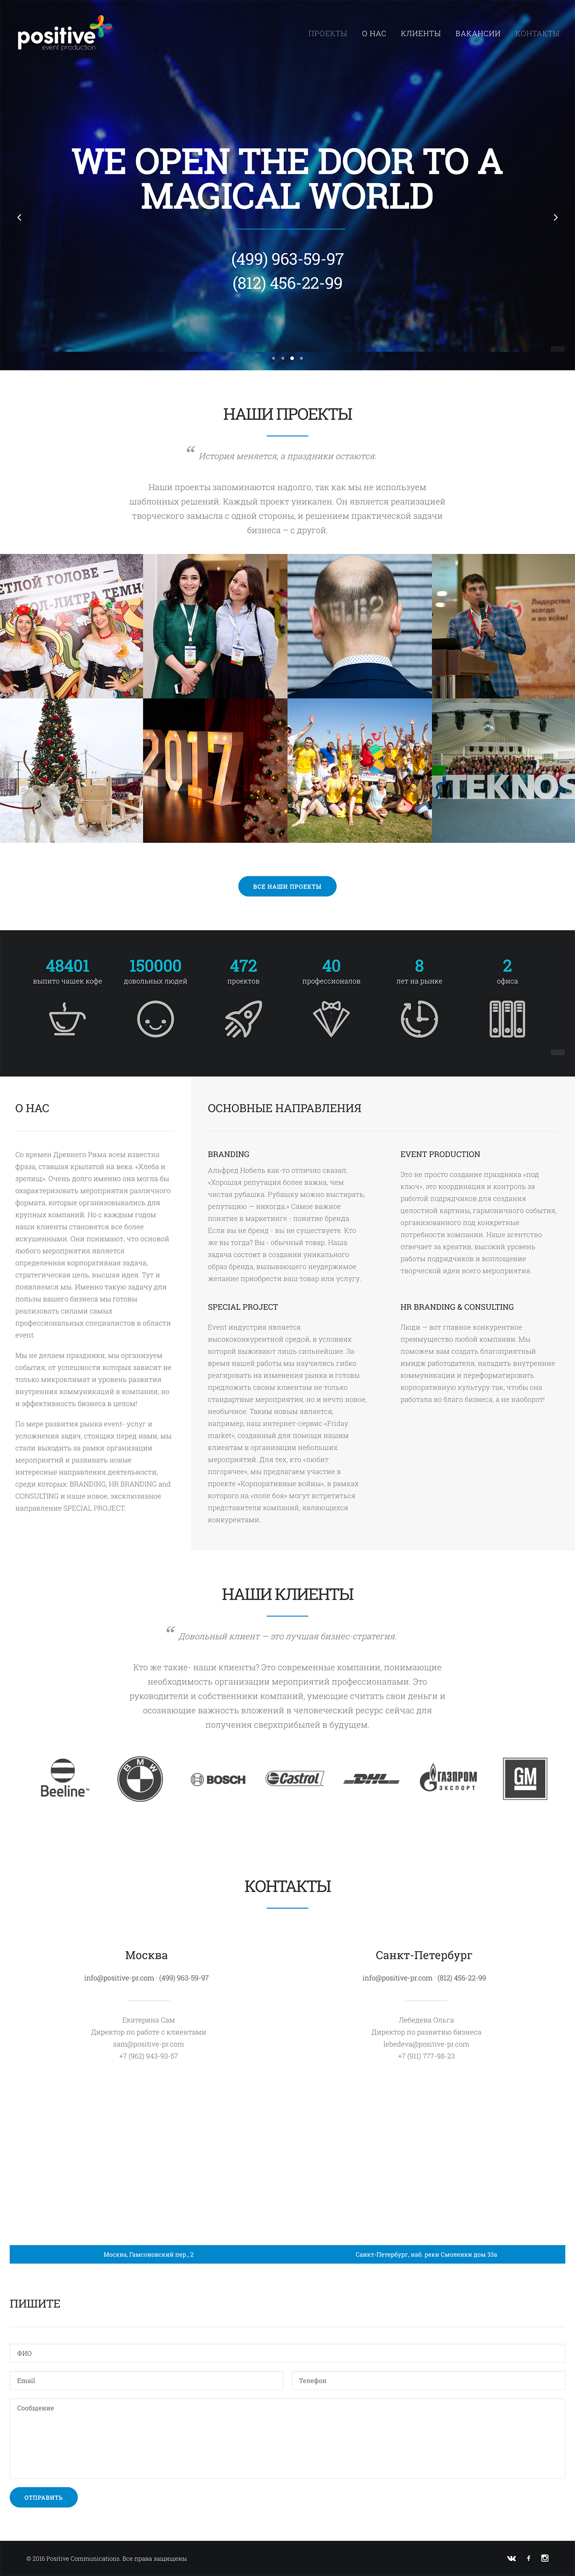 positive
event production
ПРОЕКТЫ О НАС КЛИЕНТЫ ВАКАНСИИ КОНТАКТЫ
WE OPEN THE DOOR TO A
MAGICAL WORLD
(499) 963-59-97
(812) 456-22-99
НАШИ ПРОЕКТЫ
“ История меняется, а праздники остаются.
Наши проекты запоминаются надолго, так как мы не используем
шаблонных решений. Каждый проект уникален. Он является реализацией
творческого замысла с одной стороны, и решением практической задачи
бизнеса – с другой.
ЕТЛОЙ ГОЛОВЕ —
ПОЛ-ЛИТРА ТЕМНО
Лидерство
всегда
и во всём!
2017
TEKNOS
ВСЕ НАШИ ПРОЕКТЫ
48401 150000 472 40 8 2
выпито чашек кофе довольных людей проектов профессионалов лет на рынке офиса
О НАС
Со времен Древнего Рима всем известна
фраза, ставшая крылатой на века: «Хлеба и
зрелищ». Очень долго именно она могла бы
охарактеризовать мероприятия различного
формата, которые организовывались для
крупных компаний. Но с каждым годом
наши клиенты становятся все более
искушенными. Они понимают, что основой
любого мероприятия является
определенная корпоративная задача,
стратегическая цель, высшая идея. Тут и
появляемся мы. Именно такую задачу для
пользы вашего бизнеса мы готовы
реализовать силами самых
профессиональных специалистов в области
event.
Мы не делаем праздники, мы организуем
события, от успешности которых зависит не
только микроклимат и уровень развития
внутренних коммуникаций в компании, но
и эффективность бизнеса в целом!
По мере развития рынка event- услуг и
усложнения задач, стоящих перед нами, мы
стали выходить за рамки организации
мероприятий и развивать новые
интересные направления деятельности,
среди которых: BRANDING, HR BRANDING and
CONSULTING и наше новое, эксклюзивное
направление SPECIAL PROJECT.
ОСНОВНЫЕ НАПРАВЛЕНИЯ
BRANDING
Альфред Нобель как-то отлично сказал:
«Хорошая репутация более важна, чем
чистая рубашка. Рубашку можно выстирать,
репутацию — никогда.» Самое важное
понятие в маркетинге - понятие бренда.
Если вы не бренд - вы не существуете. Кто
же вы тогда? Вы - обычный товар. Наша
задача состоит в создании уникального
образ бренда, вызывающего неудержимое
желание приобрести ваш товар или услугу.
EVENT PRODUCTION
Это не просто создание праздника «под
ключ», это координация и контроль за
работой подрядчиков для создания
целостной картины, гармоничного события,
организованного под конкретные
потребности компании. Наше агентство
отвечает за креатив, высокий уровень
работы подрядчиков и воплощение
творческой идеи всего мероприятия.
SPECIAL PROJECT
Event индустрия является
высококонкурентной средой, в условиях
которой выживают лишь сильнейшие. За
время нашей работы мы научились гибко
реагировать на изменения рынка и готовы
предложить своим клиентам не только
стандартные мероприятия, но и нечто новое,
необычное. Таким новым является,
например, наш интернет-сервис «Friday
market», созданный для помощи нашим
клиентам в организации небольших
мероприятий. Для тех, кто «любит
погорячее», мы предлагаем участие в
проекте «Корпоративные войны», в рамках
которого на «поле боя» могут встретиться
представители компаний, являющихся
конкурентами.
HR BRANDING & CONSULTING
Люди — вот главное конкурентное
преимущество любой компании. Мы
поможем вам создать благоприятный
имидж работодателя, наладить внутренние
коммуникации и переформатировать
корпоративную культуру так, чтобы она
работала во благо бизнеса, а не наоборот!
НАШИ КЛИЕНТЫ
“ Довольный клиент — это лучшая бизнес-стратегия.
Кто же такие- наши клиенты? Это современные компании, понимающие
необходимость организации мероприятий профессионалами. Это
руководители и собственники компаний, умеющие считать свои деньги и
осознающие важность вложений в человеческий ресурс сейчас для
получения сверхприбылей в будущем.
Beeline™ BMW BOSCH Castrol DHL ГАЗПРОМ ЭКСПОРТ GM
КОНТАКТЫ
Москва
info@positive-pr.com · (499) 963-59-97
Екатерина Сам
Директор по работе с клиентами
sam@positive-pr.com
+7 (962) 943-93-57
Санкт-Петербург
info@positive-pr.com · (812) 456-22-99
Лебедева Ольга
Директор по развитию бизнеса
lebedeva@positive-pr.com
+7 (911) 777-98-23
Москва, Гамсоновский пер., 2
Санкт-Петербург, наб. реки Смоленки дом 33а
ПИШИТЕ
ФИО
Email Телефон
Сообщение
ОТПРАВИТЬ
© 2016 Positive Communications. Все права защищены